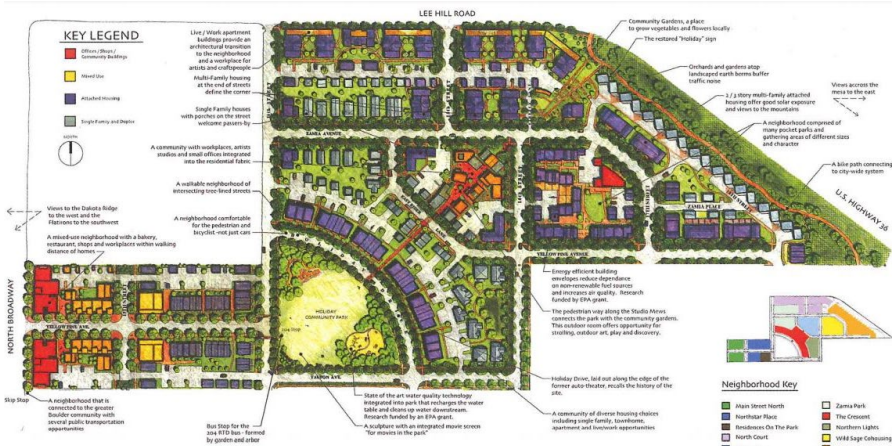 LEE HILL ROAD
KEY LEGEND
Offices / Shops /
Community Buildings
Mixed Use
Attached Housing
Single Family and Duplex
NORTH
Live / Work apartment
buildings provide an
architectural transition
to the neighborhood
and a workplace for
artists and craftspeople
Multi-Family housing
at the end of streets
define the corner
Single Family houses
with porches on the street
welcome passers-by
A community with workplaces, artists
studios and small offices integrated
into the residential fabric
A walkable neighborhood of
intersecting tree-lined streets
A neighborhood comfortable
for the pedestrian and
bicyclist -not just cars
Views to the Dakota Ridge
to the west and the
Flatirons to the southwest
A mixed-use neighborhood with a bakery,
restaurant, shops and workplaces within walking
distance of homes
Community Gardens, a place
to grow vegetables and flowers locally
The restored "Holiday" sign
Orchards and gardens atop
landscaped earth berms buffer
traffic noise
2 / 3 story multi-family attached
housing offer good solar exposure
and views to the mountains
Views across the
mesa to the east
A neighborhood comprised of
many pocket parks and
gathering areas of different sizes
and character
A bike path connecting
to city-wide system
U.S. HIGHWAY 36
ZAMIA AVENUE
ZAMIA PLACE
YELLOW PINE AVENUE
YELLOW PINE AVE.
NORTH BROADWAY
HOLIDAY
COMMUNITY PARK
YARMOUTH AVE.
Skip Stop
A neighborhood that is
connected to the greater
Boulder community with
several public transportation
opportunities
Bus Stop for the
204 RTD bus - formed
by garden and arbor
State of the art water quality technology
integrated into park that recharges the water
table and cleans up water downstream.
Research funded by an EPA grant.
A sculpture with an integrated movie screen
"for movies in the park"
Energy efficient building
envelopes reduce dependance
on non-renewable fuel sources
and increases air quality. Research
funded by EPA grant.
The pedestrian way along the Studio Mews
connects the park with the community gardens.
This outdoor room offers opportunity for
strolling, outdoor art, play and discovery.
Holiday Drive, laid out along the edge of the
former auto-theater, recalls the history of the
site.
A community of diverse housing choices
including single family, townhome,
apartment and live/work opportunities
Neighborhood Key
Main Street North
Northstar Place
Residences On The Park
North Court
Zamia Park
The Crescent
Northern Lights
Wild Sage Cohousing